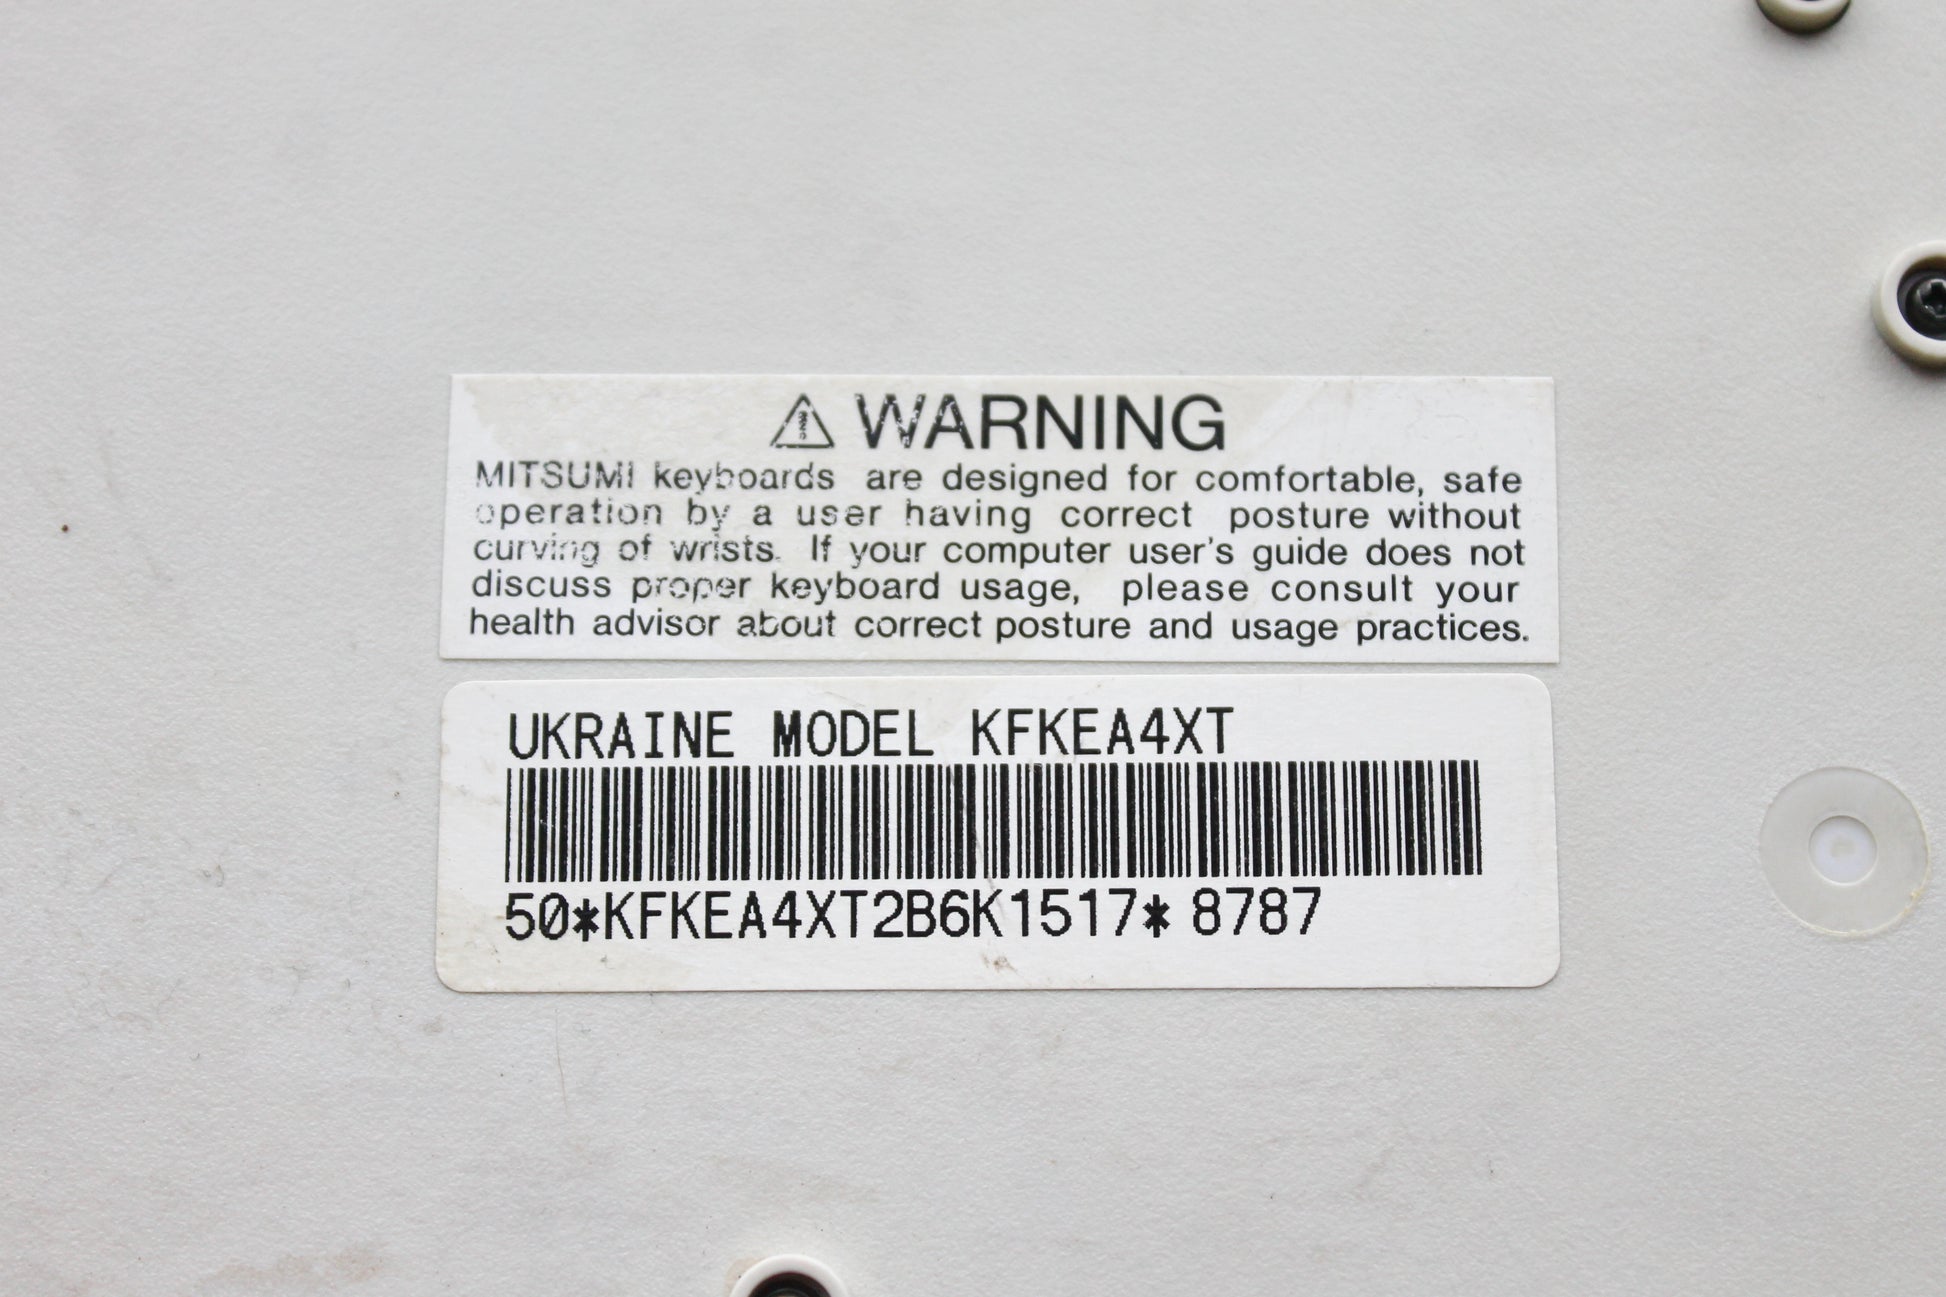 WARNING
MITSUMI keyboards are designed for comfortable, safe
operation by a user having correct posture without
curving of wrists. If your computer user's guide does not
discuss proper keyboard usage, please consult your
health advisor about correct posture and usage practices.
UKRAINE MODEL KFKEA4XT
50*KFKEA4XT2B6K1517* 8787